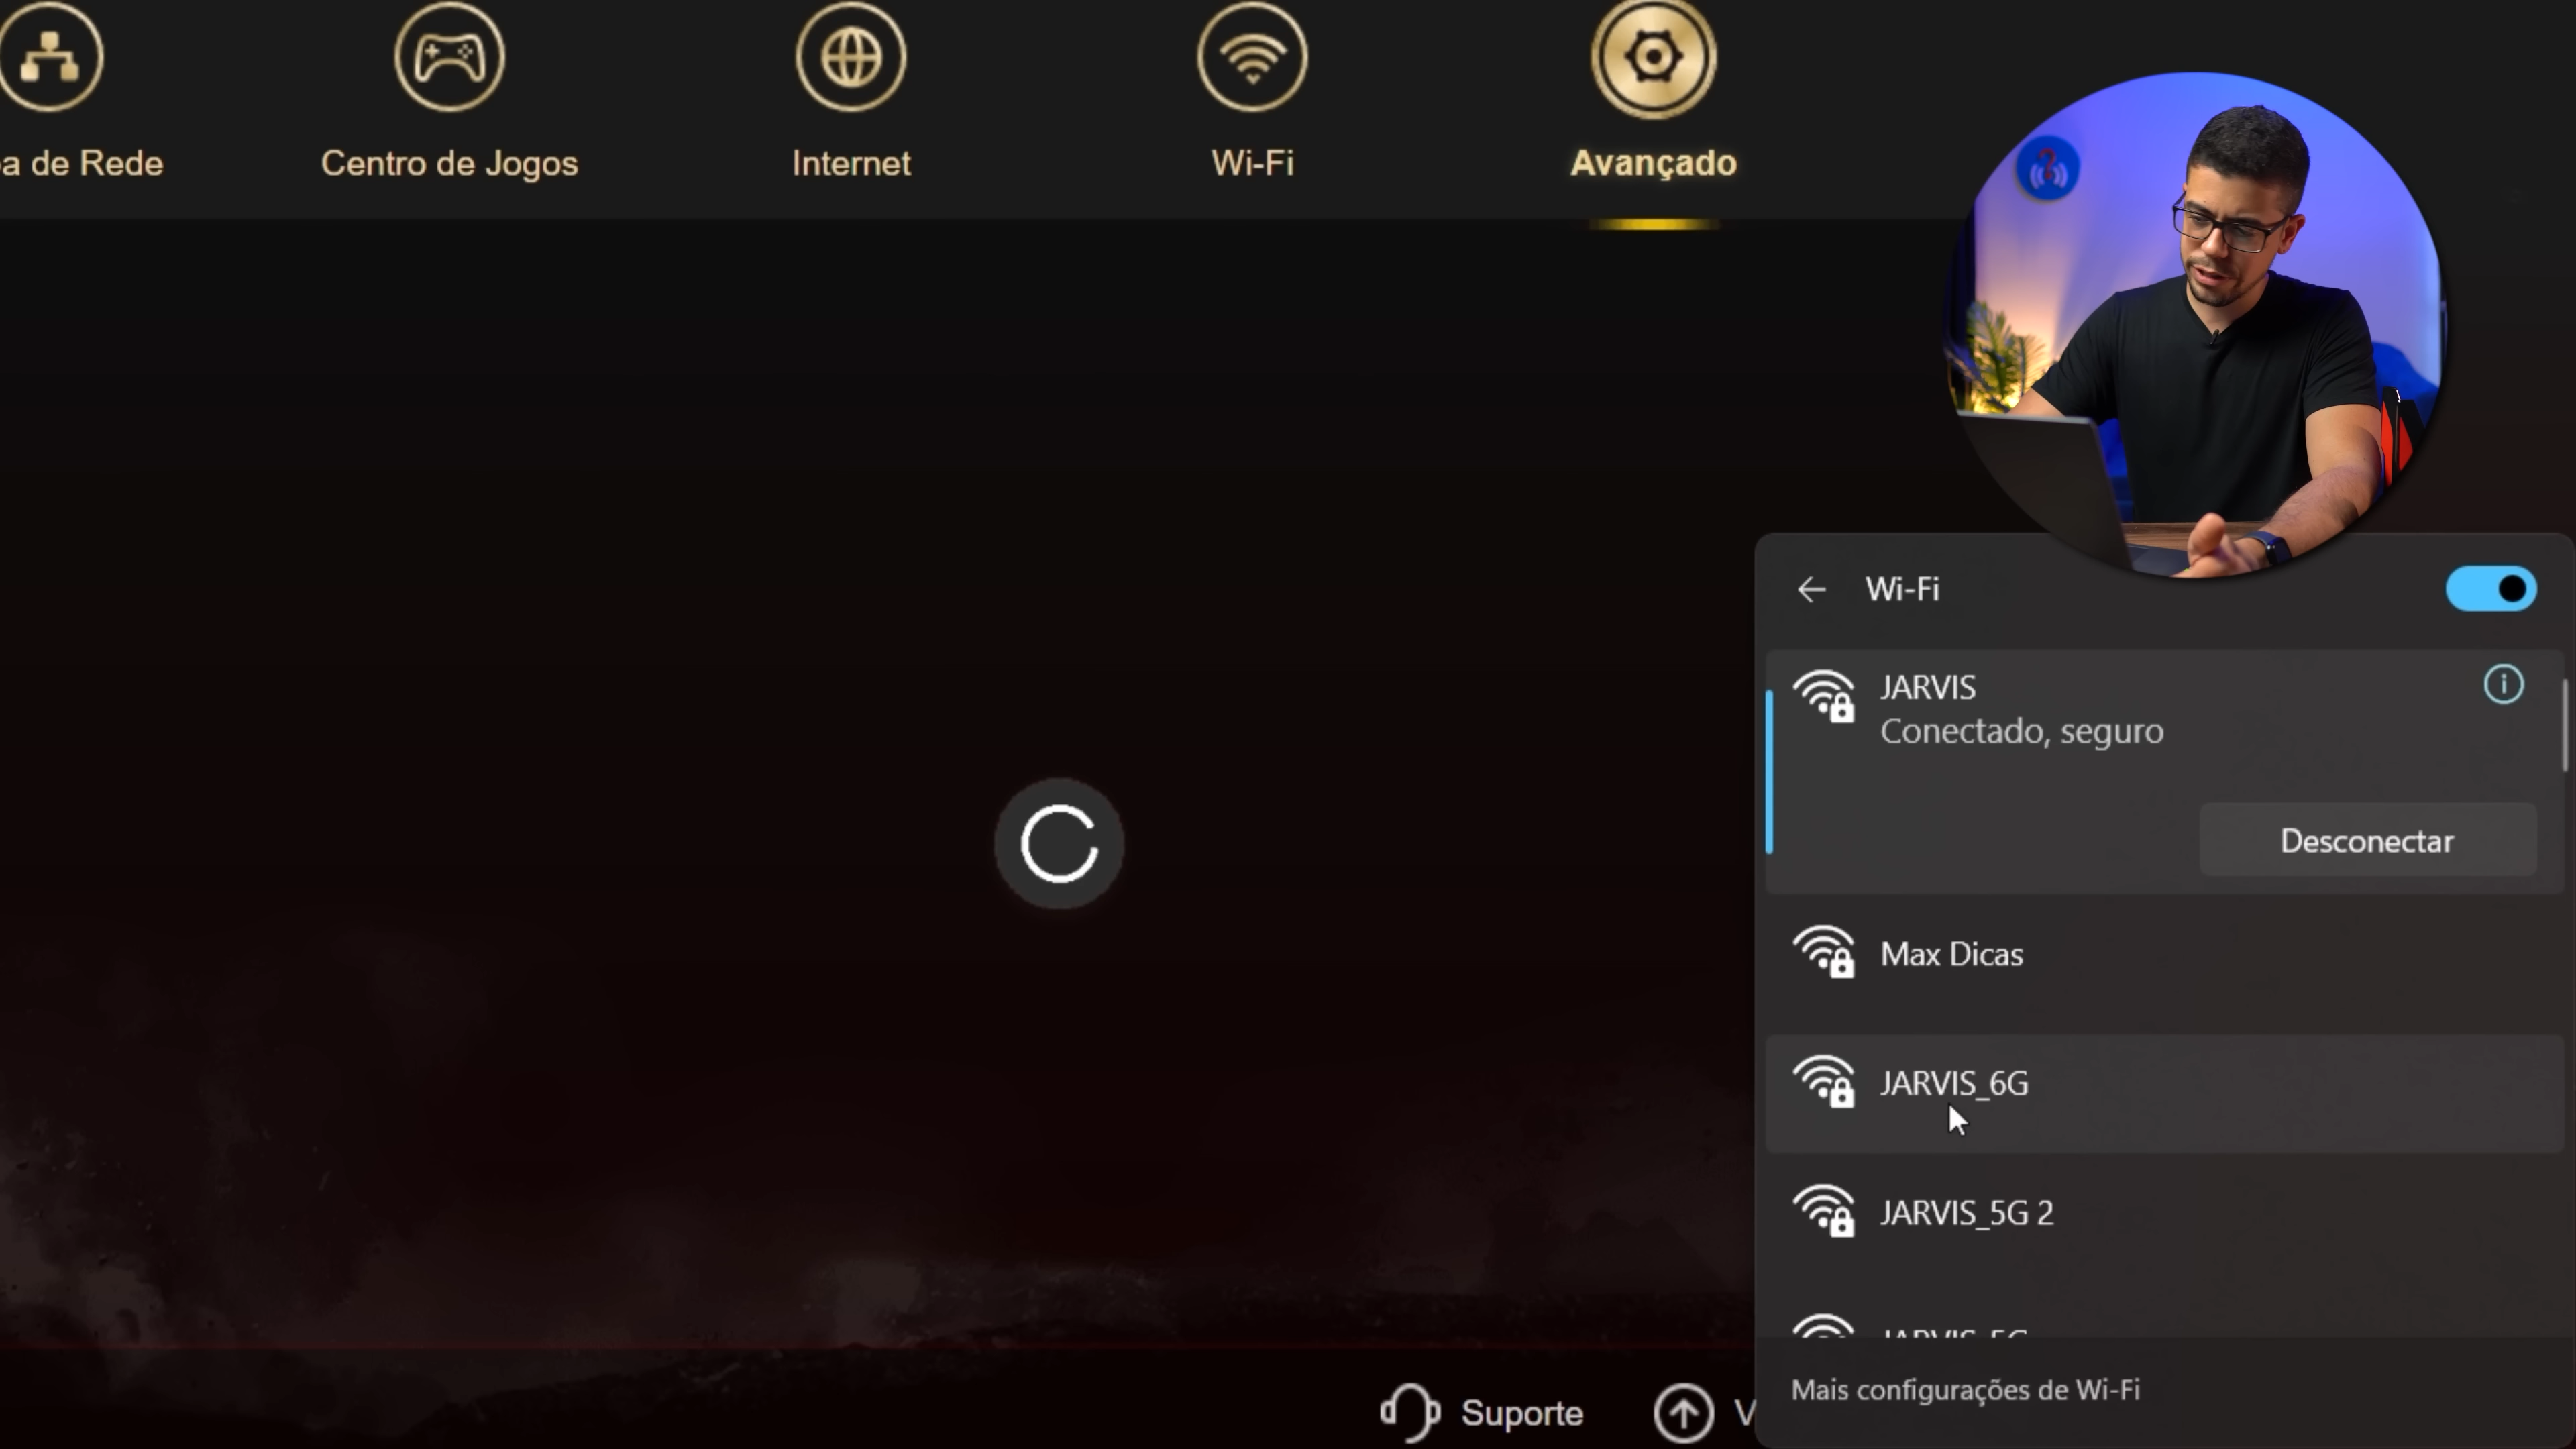 de Rede
Centro de Jogos
Internet
Wi-Fi
Avançado
Wi-Fi
JARVIS
Conectado, seguro
Desconectar
Max Dicas
JARVIS_6G
JARVIS_5G 2
Suporte
Mais configurações de Wi-Fi